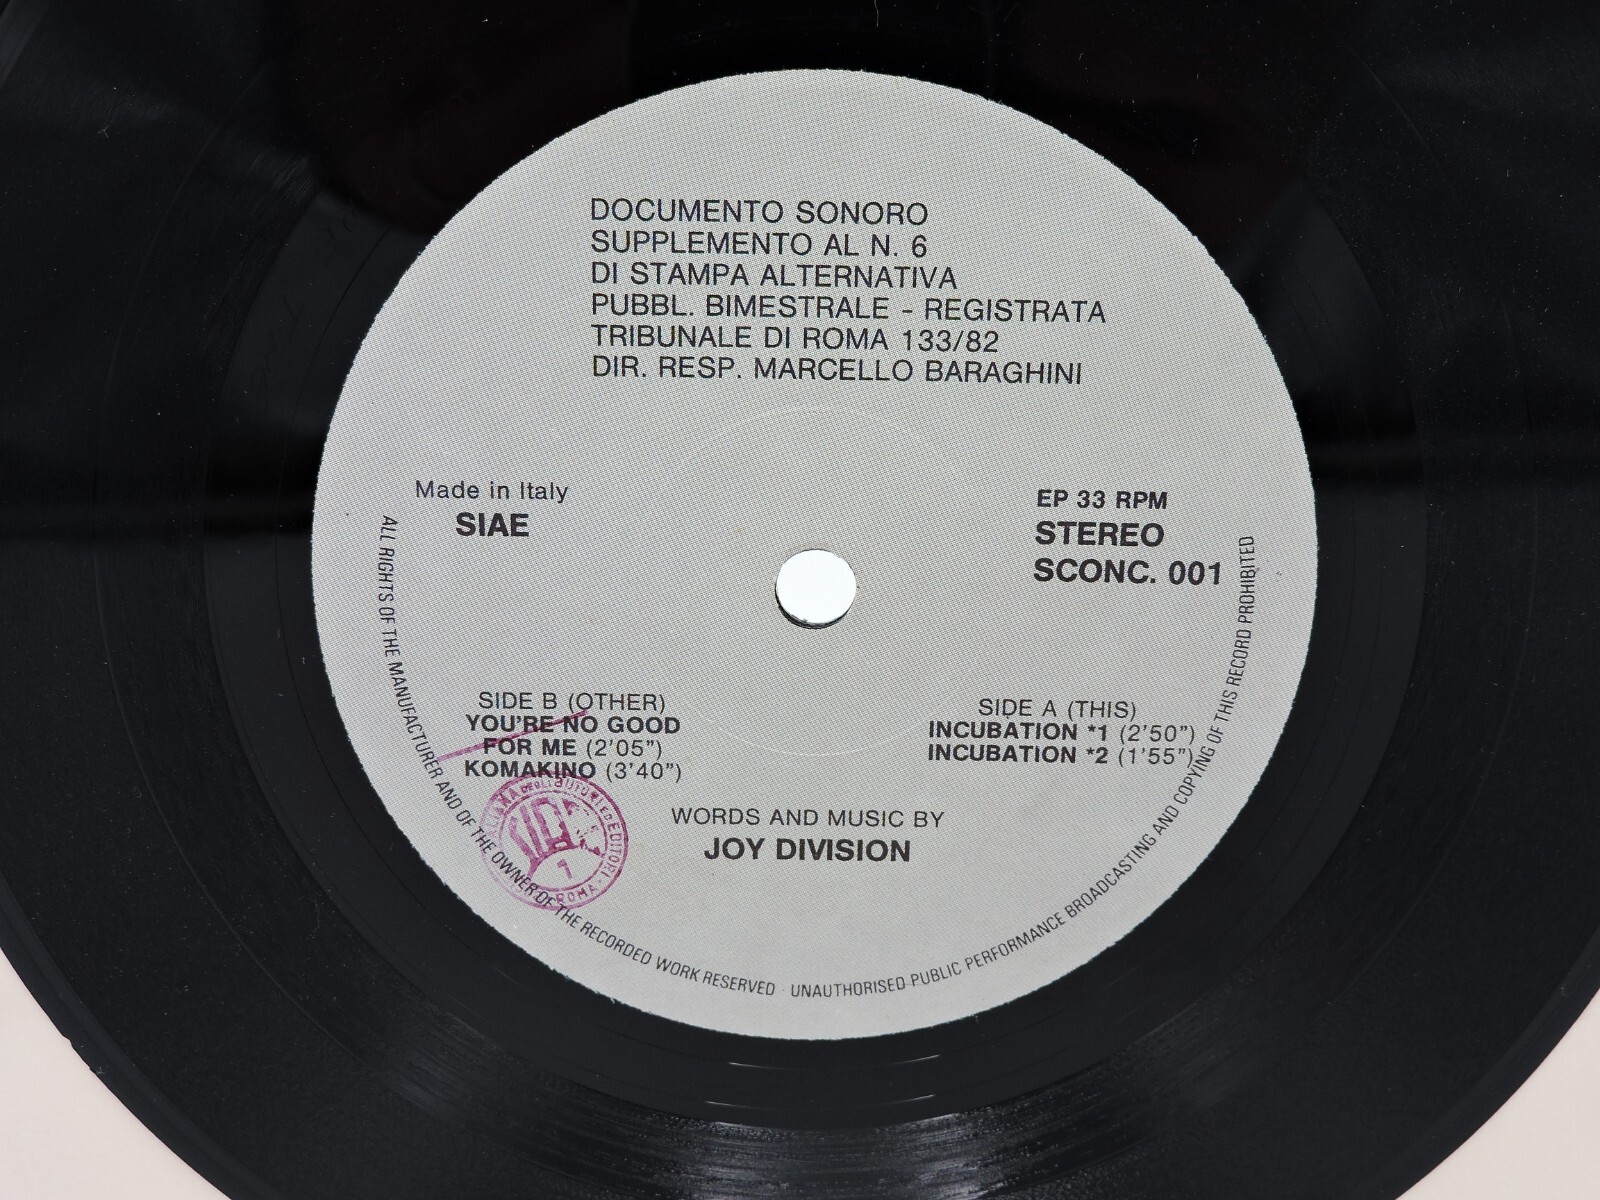 DOCUMENTO SONORO
SUPPLEMENTO AL N. 6
DI STAMPA ALTERNATIVA
PUBBL. BIMESTRALE - REGISTRATA
TRIBUNALE DI ROMA 133/82
DIR. RESP. MARCELLO BARAGHINI
Made in Italy
SIAE
EP 33 RPM
STEREO
SCONC. 001
SIDE B (OTHER)
YOU'RE NO GOOD
FOR ME (2'05")
KOMAKINO (3'40")
SIDE A (THIS)
INCUBATION *1 (2'50")
INCUBATION *2 (1'55")
WORDS AND MUSIC BY
JOY DIVISION
ALL RIGHTS OF THE MANUFACTURER AND OF THE OWNER OF THE RECORDED WORK RESERVED · UNAUTHORISED PUBLIC PERFORMANCE BROADCASTING AND COPYING OF THIS RECORD PROHIBITED
EDITORI
ROMA